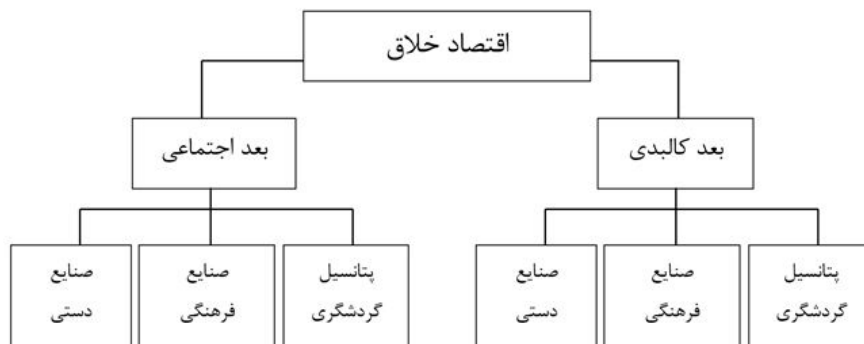 اقتصاد خلاق
بعد کالبدی
بعد اجتماعی
پتانسیل
گردشگری
صنایع
فرهنگی
صنایع
دستی
پتانسیل
گردشگری
صنایع
فرهنگی
صنایع
دستی